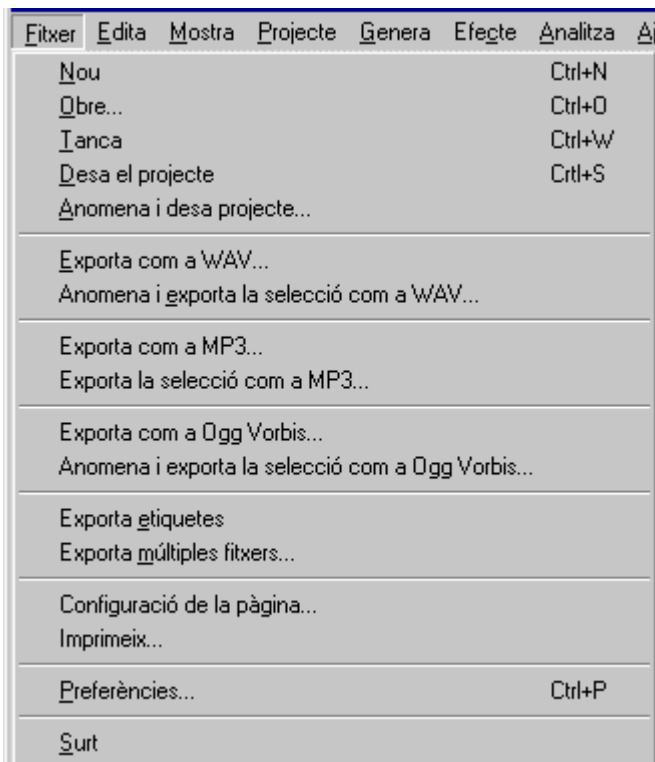 Fitxer Edita Mostra Projecte Genera Efecte Analitza
Nou Ctrl+N
Obre... Ctrl+O
Tanca Ctrl+W
Desa el projecte Crtl+S
Anomena i desa projecte...
Exporta com a WAV...
Anomena i exporta la selecció com a WAV...
Exporta com a MP3...
Exporta la selecció com a MP3...
Exporta com a Ogg Vorbis...
Anomena i exporta la selecció com a Ogg Vorbis...
Exporta etiquetes
Exporta múltiples fitxers...
Configuració de la pàgina...
Imprimeix...
Preferències... Ctrl+P
Surt